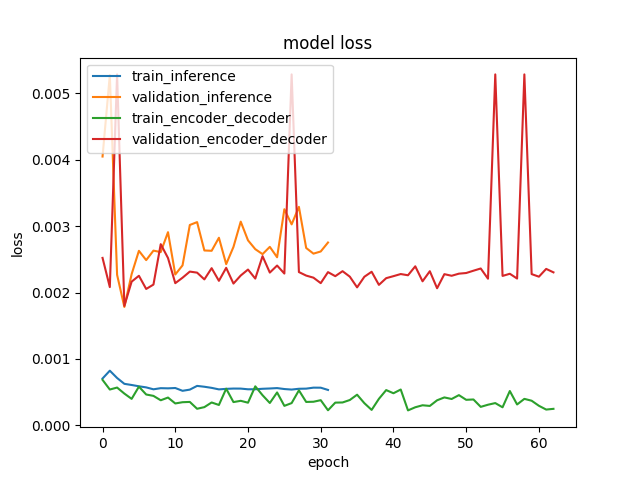 model loss
train_inference
validation_inference
train_encoder_decoder
validation_encoder_decoder
0.005
0.004
0.003
0.002
0.001
0.000
loss
0 10 20 30 40 50 60
epoch